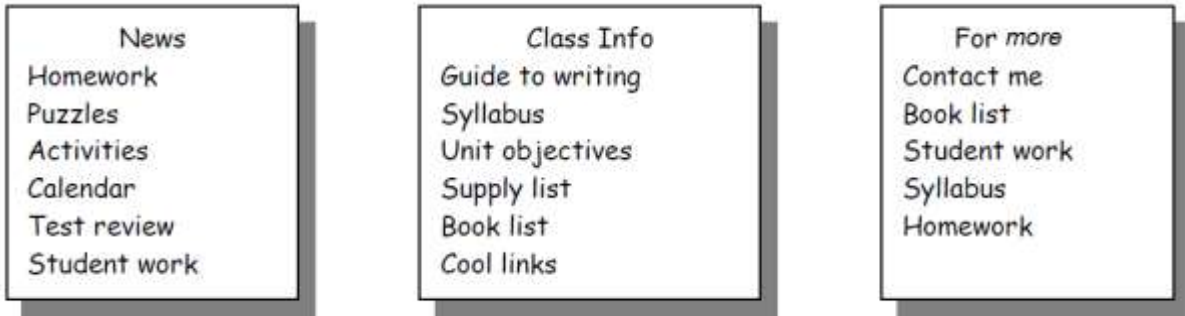 News
Homework
Puzzles
Activities
Calendar
Test review
Student work
Class Info
Guide to writing
Syllabus
Unit objectives
Supply list
Book list
Cool links
For more
Contact me
Book list
Student work
Syllabus
Homework